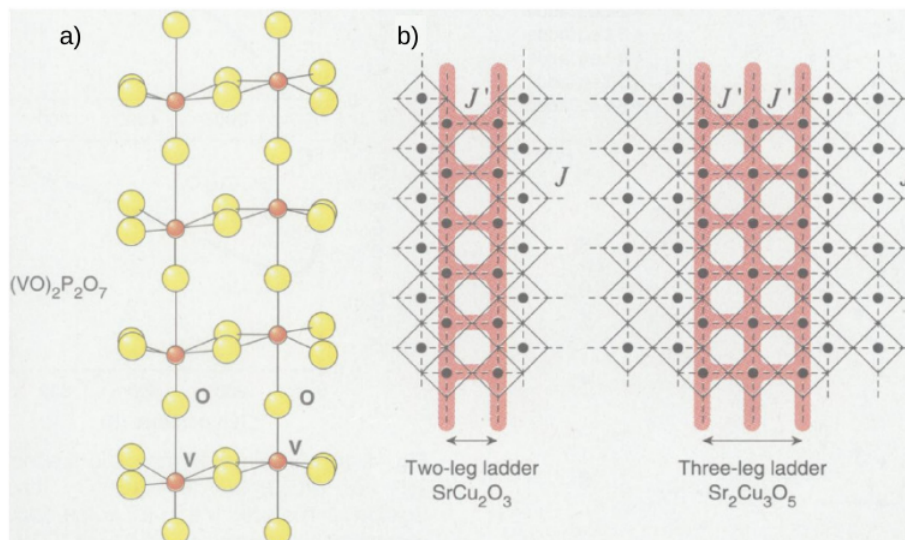 a)
b)
J'
J' J'
J
J
(VO)₂P₂O₇
O O
V V
Two-leg ladder
SrCu₂O₃
Three-leg ladder
Sr₂Cu₃O₅